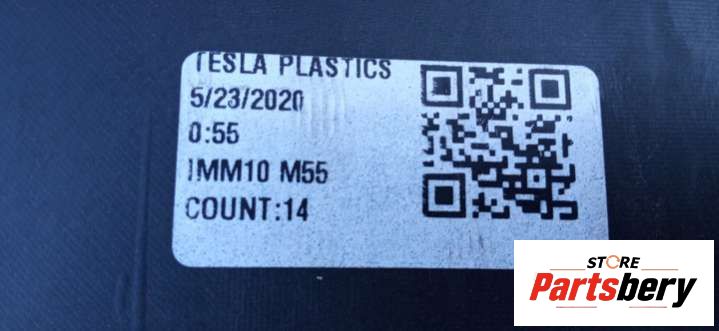 TESLA PLASTICS
5/23/2020
0:55
IMM10 M55
COUNT:14
STORE
Partsbery